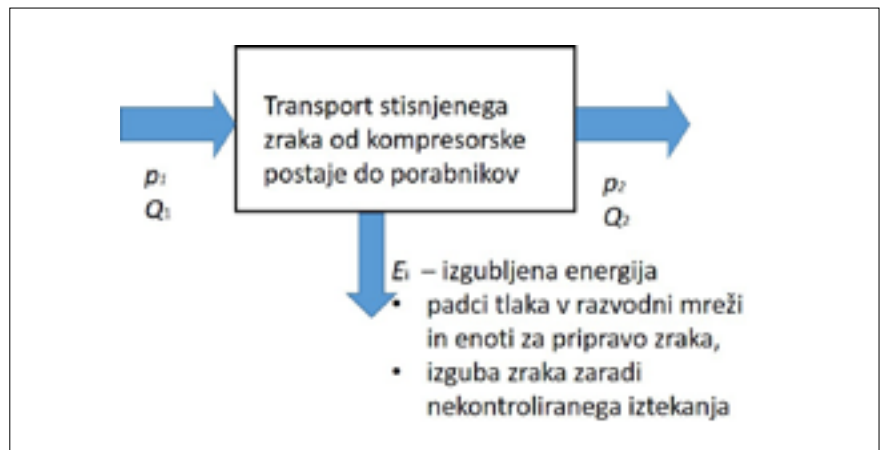 Transport stisnjenega
zraka od kompresorske
postaje do porabnikov
p₁
Q₁
p₂
Q₂
Eᵢ – izgubljena energija
• padci tlaka v razvodni mreži
in enoti za pripravo zraka,
• izguba zraka zaradi
nekontroliranega iztekanja